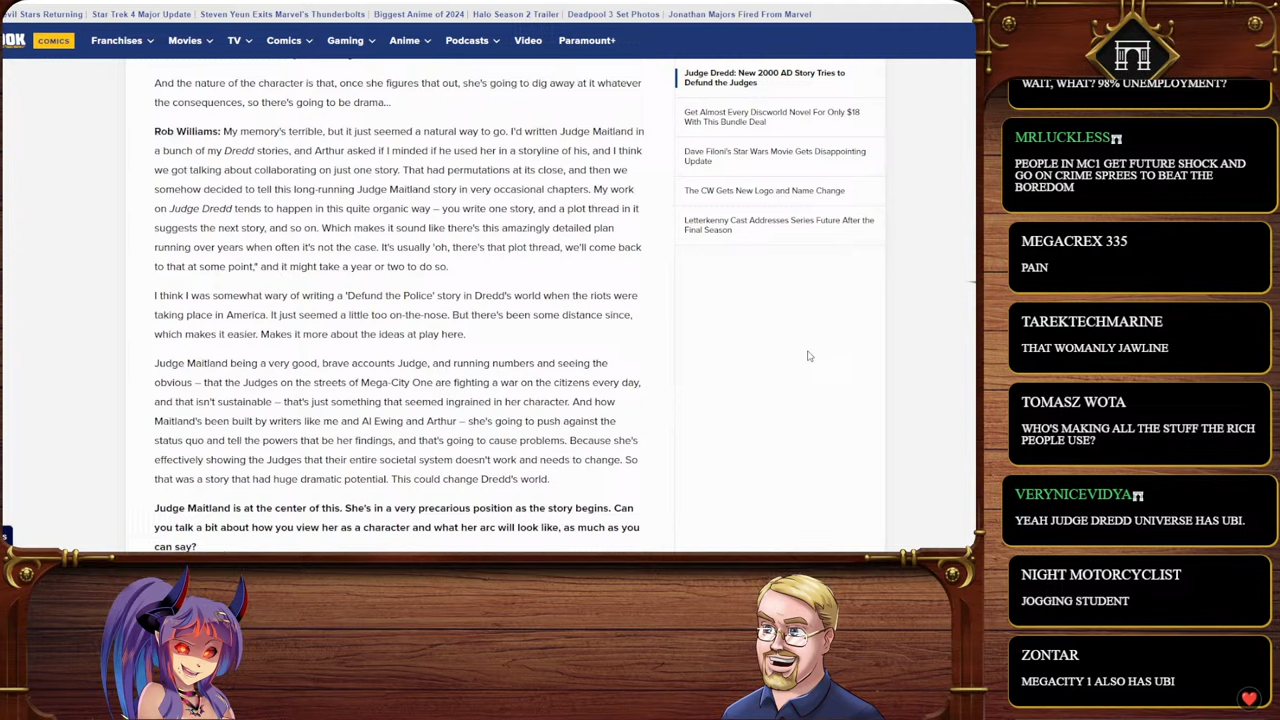 evil Stars Returning | Star Trek 4 Major Update | Steven Yeun Exits Marvel's Thunderbolts | Biggest Anime of 2024 | Halo Season 2 Trailer | Deadpool 3 Set Photos | Jonathan Majors Fired From Marvel
OOK COMICS Franchises Movies TV Comics Gaming Anime Podcasts Video Paramount+
And the nature of the character is that, once she figures that out, she's going to dig away at it whatever
the consequences, so there's going to be drama…
Rob Williams: My memory's terrible, but it just seemed a natural way to go. I'd written Judge Maitland in
a bunch of my Dredd stories, and Arthur asked if I minded if he used her in a storyline of his, and I think
we got talking about collaborating on just one story. That had permutations at its close, and then we
somehow decided to tell this long-running Judge Maitland story in very occasional chapters. My work
on Judge Dredd tends to happen in this quite organic way – you write one story, and a plot thread in it
suggests the next story, and so on. Which makes it sound like there's this amazingly detailed plan
running over years when often it's not the case. It's usually 'oh, there's that plot thread, we'll come back
to that at some point," and it might take a year or two to do so.
I think I was somewhat wary of writing a 'Defund the Police' story in Dredd's world when the riots were
taking place in America. It just seemed a little too on-the-nose. But there's been some distance since,
which makes it easier. Makes it more about the ideas at play here.
Judge Maitland being a very good, brave accounts Judge, and running numbers and seeing the
obvious – that the Judges on the streets of Mega-City One are fighting a war on the citizens every day,
and that isn't sustainable – that's just something that seemed ingrained in her character. And how
Maitland's been built by writers like me and Al Ewing and Arthur – she's going to push against the
status quo and tell the powers that be her findings, and that's going to cause problems. Because she's
effectively showing the Judges that their entire societal system doesn't work and needs to change. So
that was a story that had huge dramatic potential. This could change Dredd's world.
Judge Maitland is at the center of this. She's in a very precarious position as the story begins. Can
you talk a bit about how you view her as a character and what her arc will look like, as much as you
can say?
Judge Dredd: New 2000 AD Story Tries to
Defund the Judges
Get Almost Every Discworld Novel For Only $18
With This Bundle Deal
Dave Filoni's Star Wars Movie Gets Disappointing
Update
The CW Gets New Logo and Name Change
Letterkenny Cast Addresses Series Future After the
Final Season
WAIT, WHAT? 98% UNEMPLOYMENT?
MRLUCKLESS
PEOPLE IN MC1 GET FUTURE SHOCK AND
GO ON CRIME SPREES TO BEAT THE
BOREDOM
MEGACREX 335
PAIN
TAREKTECHMARINE
THAT WOMANLY JAWLINE
TOMASZ WOTA
WHO'S MAKING ALL THE STUFF THE RICH
PEOPLE USE?
VERYNICEVIDYA
YEAH JUDGE DREDD UNIVERSE HAS UBI.
NIGHT MOTORCYCLIST
JOGGING STUDENT
ZONTAR
MEGACITY 1 ALSO HAS UBI